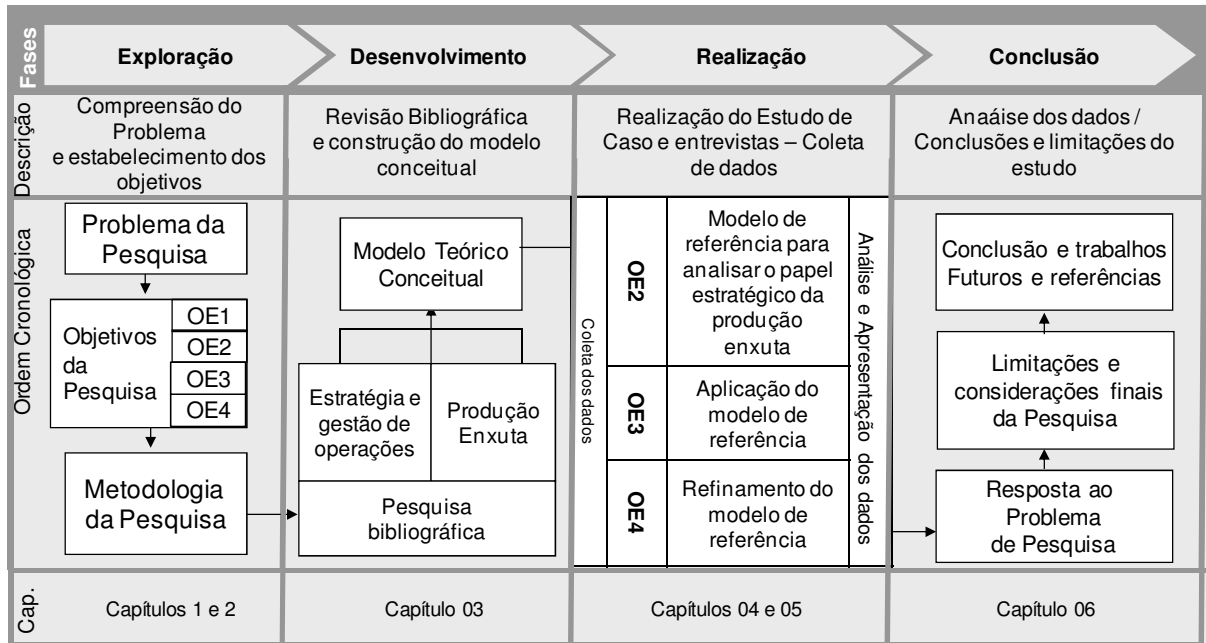 Fases
Exploração
Desenvolvimento
Realização
Conclusão
Descrição
Compreensão do
Problema
e estabelecimento dos
objetivos
Revisão Bibliográfica
e construção do modelo
conceitual
Realização do Estudo de
Caso e entrevistas – Coleta
de dados
Anaáise dos dados /
Conclusões e limitações do
estudo
Ordem Cronológica
Problema da
Pesquisa
Objetivos
da
Pesquisa
OE1
OE2
OE3
OE4
Metodologia
da Pesquisa
Modelo Teórico
Conceitual
Estratégia e
gestão de
operações
Produção
Enxuta
Pesquisa
bibliográfica
Coleta dos dados
OE2
Modelo de
referência para
analisar o papel
estratégico da
produção
enxuta
OE3
Aplicação do
modelo de
referência
OE4
Refinamento do
modelo de
referência
Análise e Apresentação dos dados
Conclusão e trabalhos
Futuros e referências
Limitações e
considerações finais
da Pesquisa
Resposta ao
Problema
de Pesquisa
Cap.
Capítulos 1 e 2
Capítulo 03
Capítulos 04 e 05
Capítulo 06